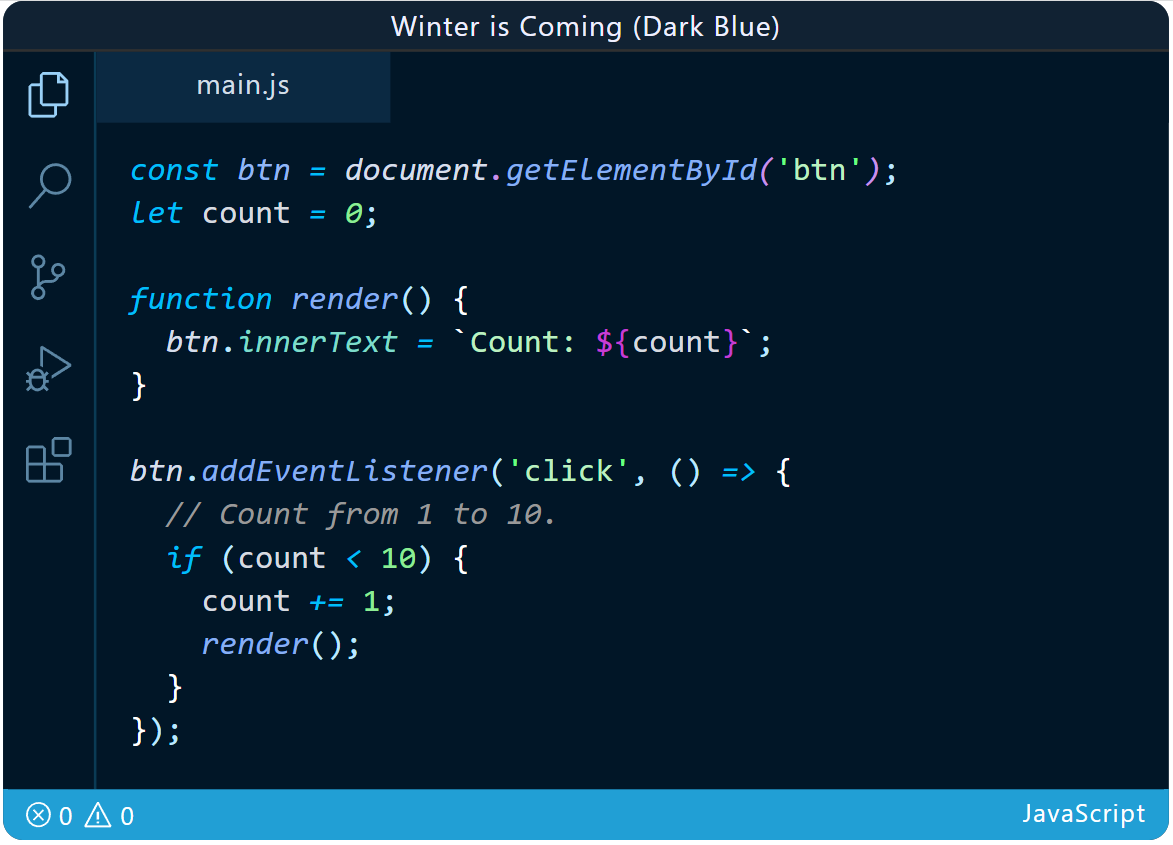 Winter is Coming (Dark Blue)
main.js
const btn = document.getElementById('btn');
let count = 0;
function render() {
  btn.innerText = `Count: ${count}`;
}
btn.addEventListener('click', () => {
  // Count from 1 to 10.
  if (count < 10) {
    count += 1;
    render();
  }
});
0 0
JavaScript